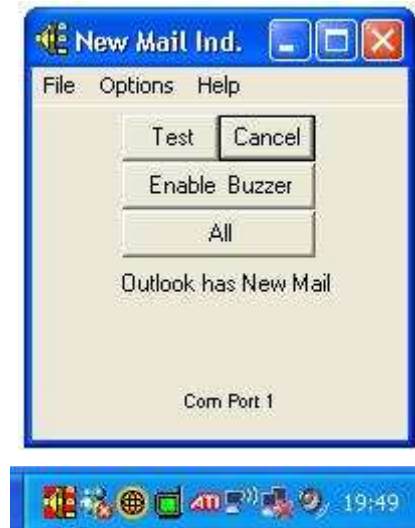 New Mail Ind.
File Options Help
Test Cancel
Enable Buzzer
All
Outlook has New Mail
Com Port 1
ATI 19:49